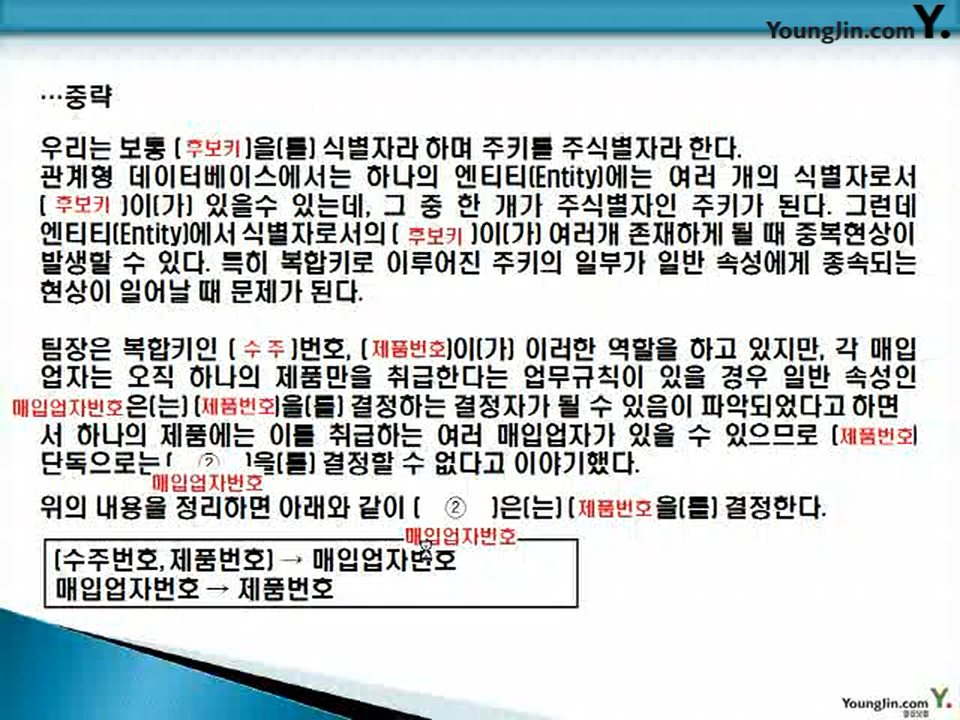 YoungJin.com Y.
…중략
우리는 보통 ( 후보키 )을(를) 식별자라 하며 주키를 주식별자라 한다.
관계형 데이터베이스에서는 하나의 엔티티(Entity)에는 여러 개의 식별자로서
( 후보키 )이(가) 있을수 있는데, 그 중 한 개가 주식별자인 주키가 된다. 그런데
엔티티(Entity)에서 식별자로서의 ( 후보키 )이(가) 여러개 존재하게 될 때 중복현상이
발생할 수 있다. 특히 복합키로 이루어진 주키의 일부가 일반 속성에게 종속되는
현상이 일어날 때 문제가 된다.
팀장은 복합키인 ( 수 주 )번호, (제품번호)이(가) 이러한 역할을 하고 있지만, 각 매입
업자는 오직 하나의 제품만을 취급한다는 업무규칙이 있을 경우 일반 속성인
매입업자번호은(는) (제품번호)을(를) 결정하는 결정자가 될 수 있음이 파악되었다고 하면
서 하나의 제품에는 이를 취급하는 여러 매입업자가 있을 수 있으므로 (제품번호)
단독으로는 ( ② )을(를) 결정할 수 없다고 이야기했다.
매입업자번호
위의 내용을 정리하면 아래와 같이 ( ② )은(는) (제품번호을(를) 결정한다.
매입업자번호
(수주번호, 제품번호) → 매입업자번호
매입업자번호 → 제품번호
YoungJin.com Y.